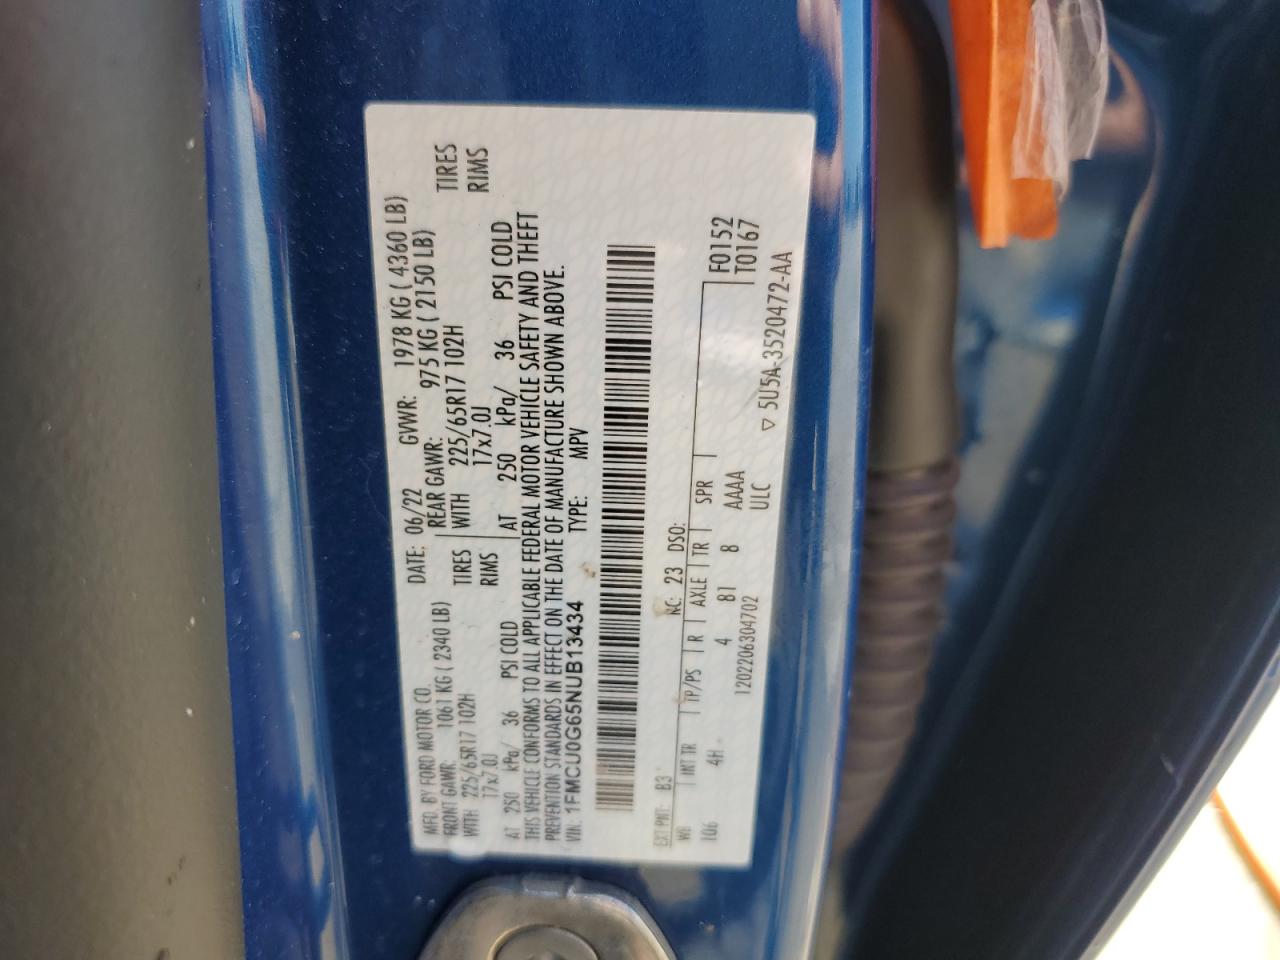 MFD. BY FORD MOTOR CO.
DATE: 06/22 GVWR: 1978 KG ( 4360 LB)
FRONT GAWR: 1061 KG ( 2340 LB) REAR GAWR: 975 KG ( 2150 LB)
WITH 225/65R17 102H TIRES WITH 225/65R17 102H TIRES
17x7.0J RIMS 17x7.0J RIMS
AT 250 kPa/ 36 PSI COLD AT 250 kPa/ 36 PSI COLD
THIS VEHICLE CONFORMS TO ALL APPLICABLE FEDERAL MOTOR VEHICLE SAFETY AND THEFT
PREVENTION STANDARDS IN EFFECT ON THE DATE OF MANUFACTURE SHOWN ABOVE.
VIN: 1FMCU0G65NUB13434 TYPE: MPV
EXT PNT: B3 RC: 23 DSO: F0152
WB INT TR TP/PS R AXLE TR SPR T0167
106 4H 4 81 8 AAAA
1202206304702 ULC
▽ 5U5A-3520472-AA